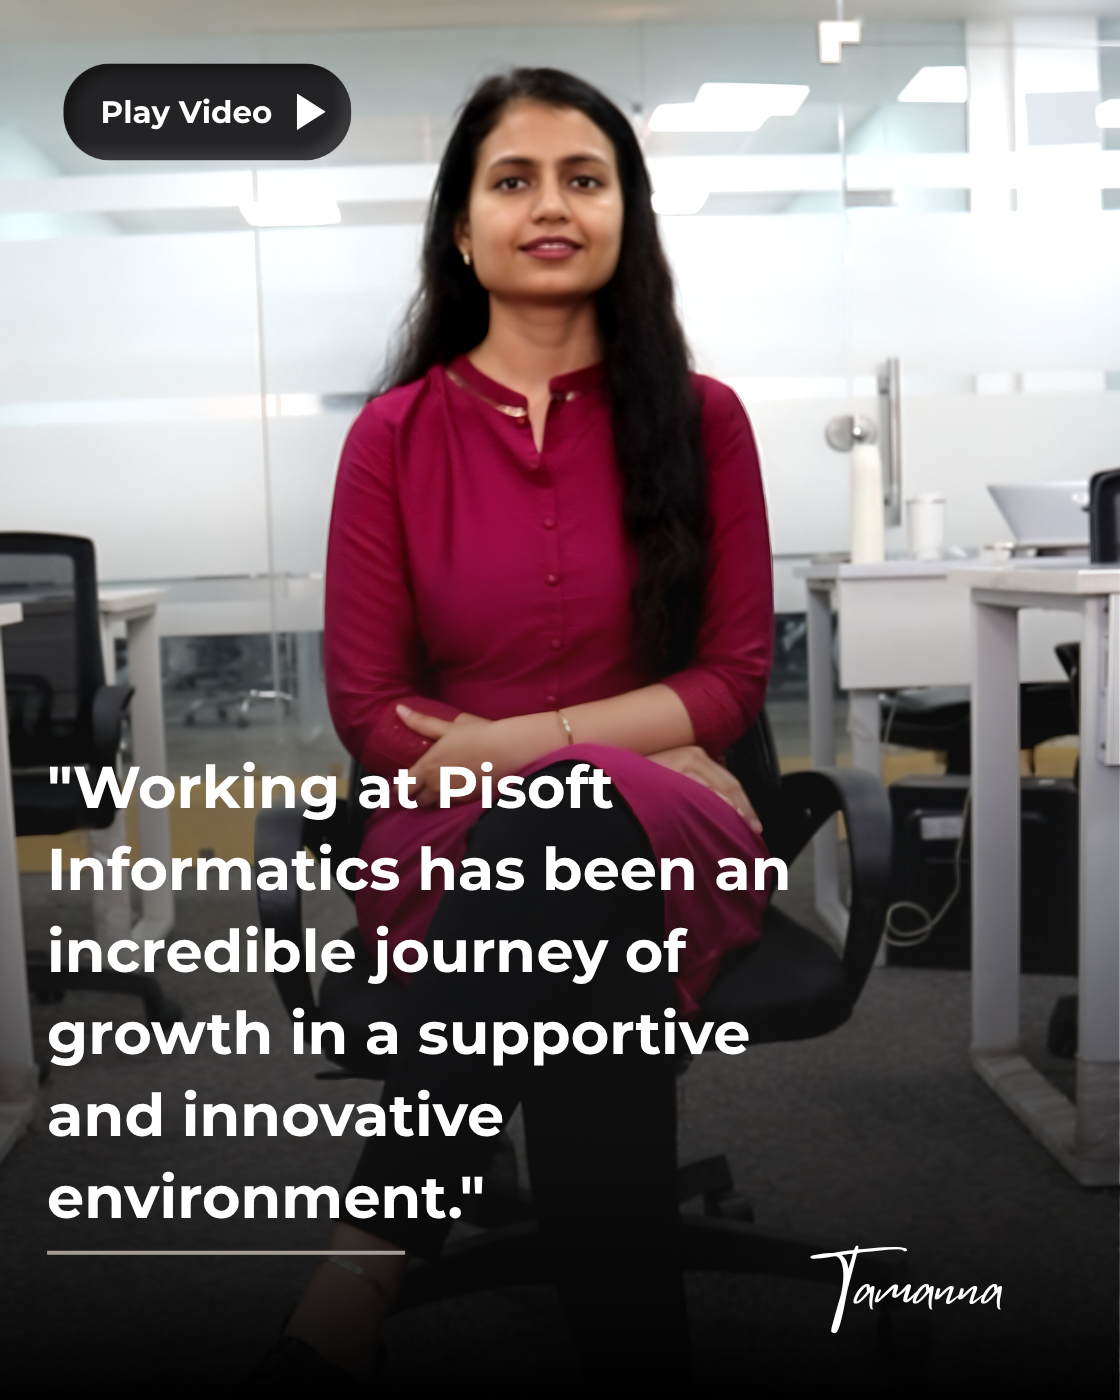 Play Video
"Working at Pisoft
Informatics has been an
incredible journey of
growth in a supportive
and innovative
environment."
Tamanna